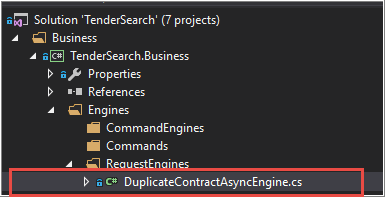 Solution 'TenderSearch' (7 projects)
Business
C# TenderSearch.Business
Properties
References
Engines
CommandEngines
Commands
RequestEngines
C# DuplicateContractAsyncEngine.cs